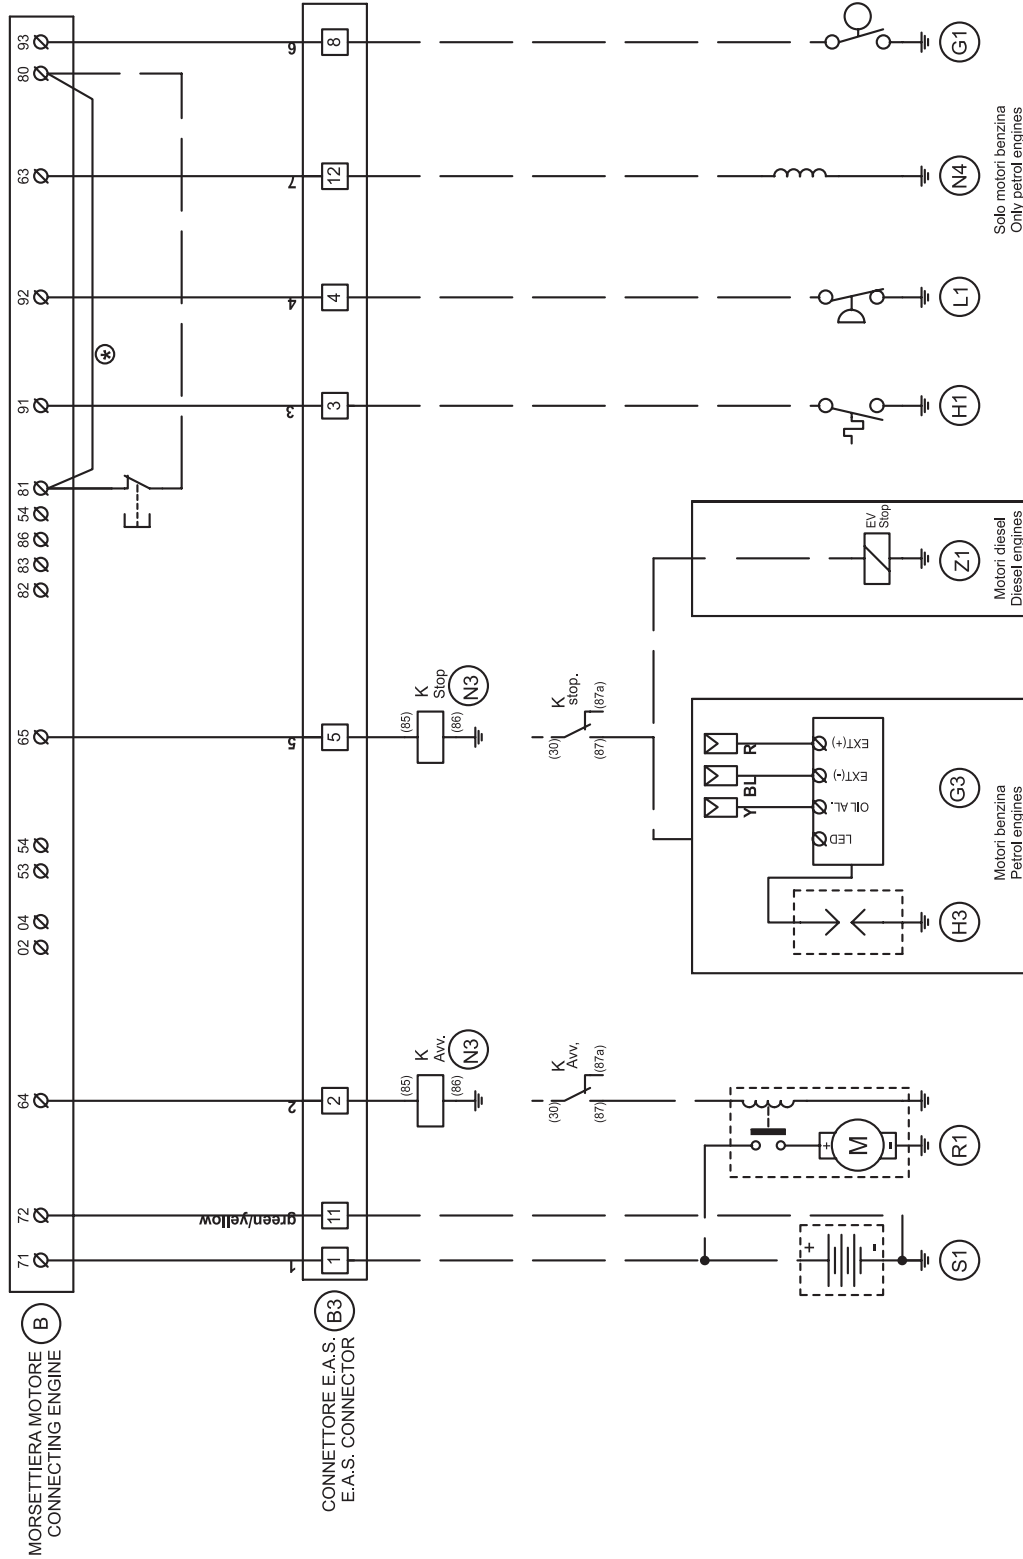 MORSETTIERA MOTORE
CONNECTING ENGINE
B
71
72
64
02
04
53
54
65
82
83
86
54
81
91
92
63
80
93
*
1
green/yellow
2
5
3
4
7
6
CONNETTORE E.A.S.
E.A.S. CONNECTOR
B3
1
11
2
5
3
4
12
8
(85)
K
Avv.
(86)
N3
(85)
K
Stop
(86)
N3
(30)
K
Avv,
(87)
(87a)
(30)
K
stop.
(87)
(87a)
+
-
S1
M
+
-
R1
H3
LED
OIL AL.
EXT(-)
EXT(+)
Y
BL
R
G3
Motori benzina
Petrol engines
EV
Stop
Z1
Motori diesel
Diesel engines
H1
L1
N4
Solo motori benzina
Only petrol engines
G1